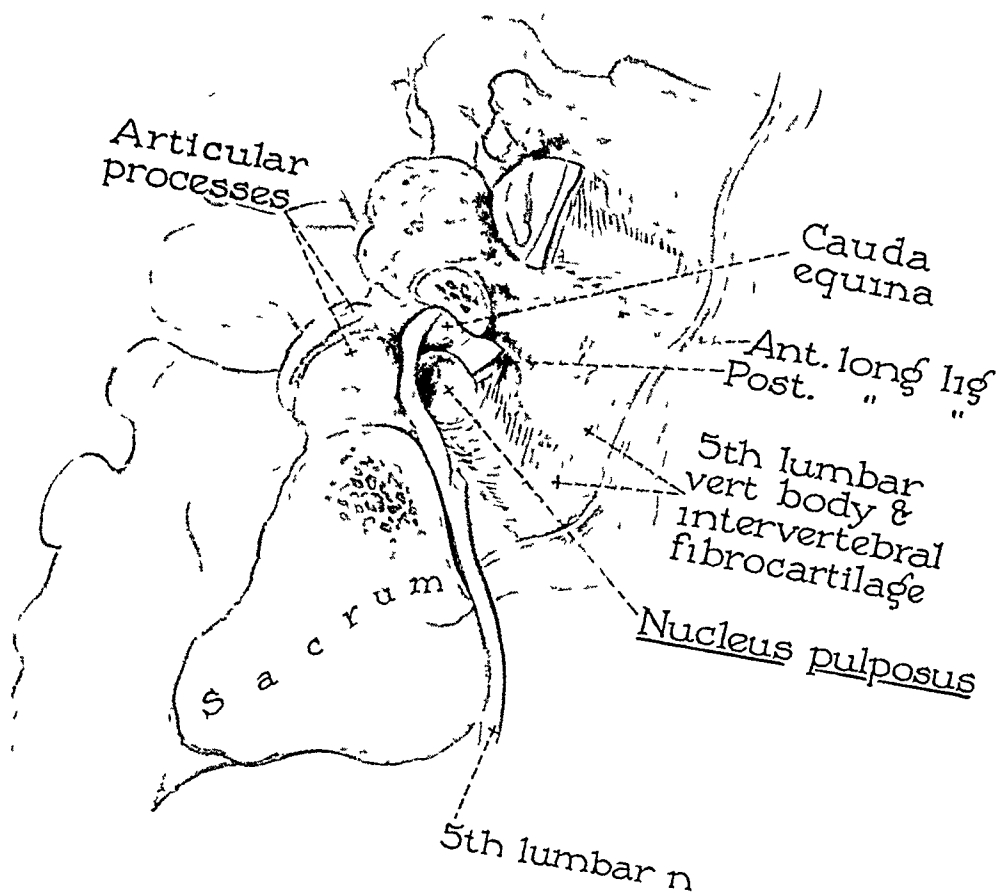 Articular
processes
Cauda
equina
Ant. long lig
Post. " "
5th lumbar
vert body &
intervertebral
fibrocartilage
Nucleus pulposus
Sacrum
5th lumbar n